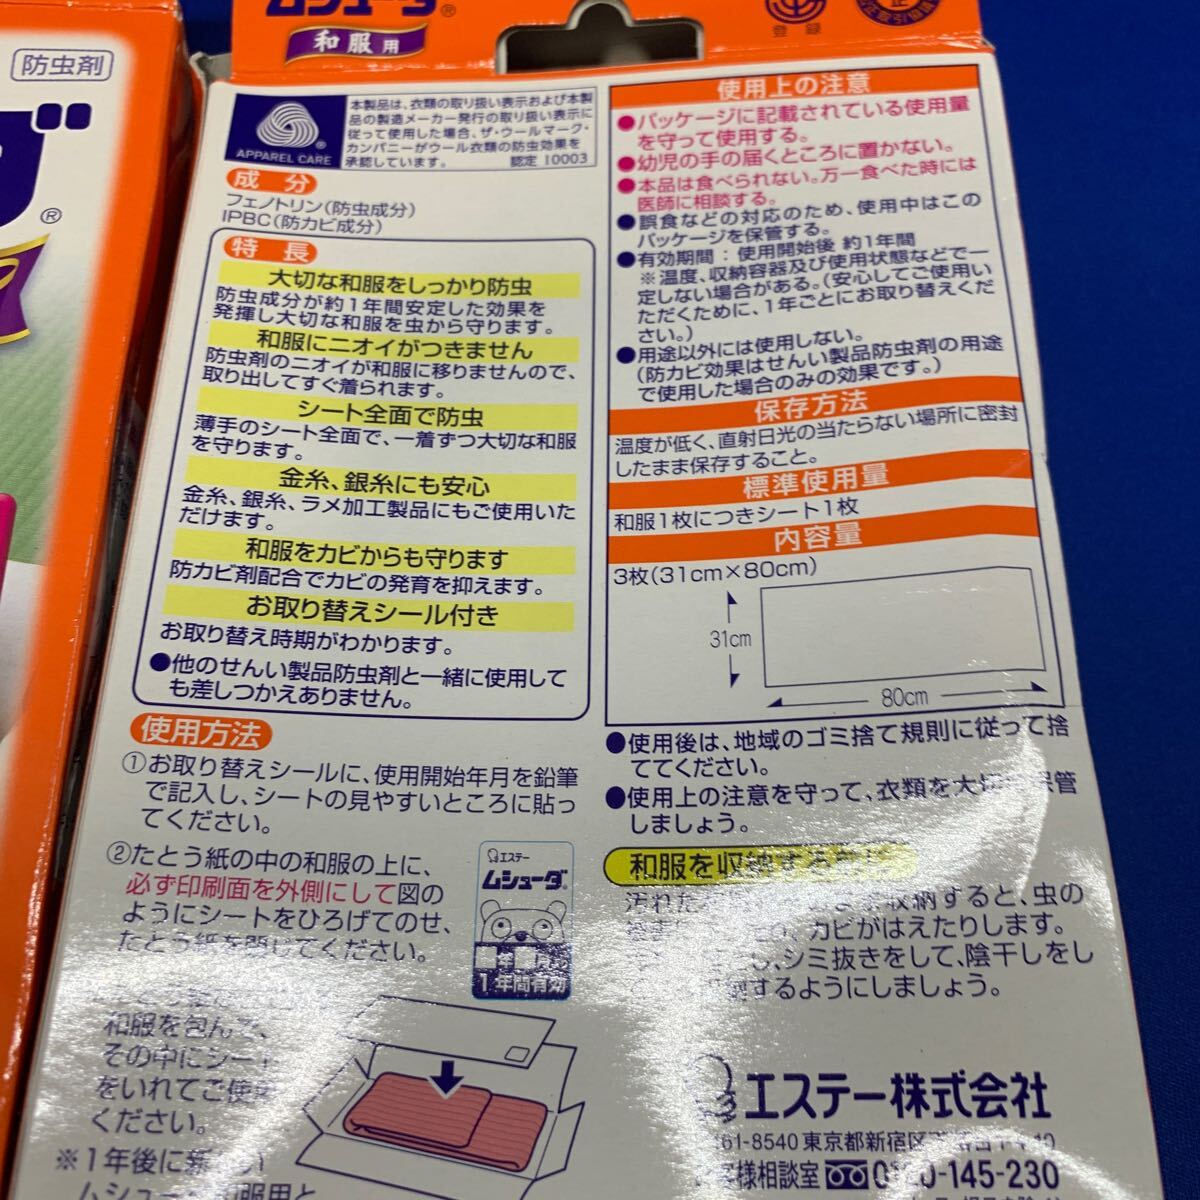 防虫剤
®
ムシューダ®
和服用
登録
APPAREL CARE
本製品は、衣類の取り扱い表示および本製
品の製造メーカー発行の取り扱い表示に
従って使用した場合、ザ・ウールマーク・
カンパニーがウール衣類の防虫効果を
承認しています。 認定 10003
成分
フェノトリン(防虫成分)
IPBC(防カビ成分)
特長
大切な和服をしっかり防虫
防虫成分が約1年間安定した効果を
発揮し大切な和服を虫から守ります。
和服にニオイがつきません
防虫剤のニオイが和服に移りませんので、
取り出してすぐ着られます。
シート全面で防虫
薄手のシート全面で、一着ずつ大切な和服
を守ります。
金糸、銀糸にも安心
金糸、銀糸、ラメ加工製品にもご使用いた
だけます。
和服をカビからも守ります
防カビ剤配合でカビの発育を抑えます。
お取り替えシール付き
お取り替え時期がわかります。
●他のせんい製品防虫剤と一緒に使用して
も差しつかえありません。
使用方法
①お取り替えシールに、使用開始年月を鉛筆
で記入し、シートの見やすいところに貼っ
てください。
②たとう紙の中の和服の上に、
必ず印刷面を外側にして図の
ようにシートをひろげてのせ、
たとう紙を閉じてください。
エステー
ムシューダ®
年 月
1年間有効
和服を包んで、
その中にシート
をいれてご使用
ください。
※1年後に新しい
ムシューダ和服用と
使用上の注意
●パッケージに記載されている使用量
を守って使用する。
●幼児の手の届くところに置かない。
●本品は食べられない。万一食べた時には
医師に相談する。
●誤食などの対応のため、使用中はこの
パッケージを保管する。
●有効期間：使用開始後 約1年間
※温度、収納容器及び使用状態などで一
定しない場合がある。(安心してご使用い
ただくために、1年ごとにお取り替えくだ
さい。)
●用途以外には使用しない。
(防カビ効果はせんい製品防虫剤の用途
で使用した場合のみの効果です。)
保存方法
温度が低く、直射日光の当たらない場所に密封
したまま保存すること。
標準使用量
和服1枚につきシート1枚
内容量
3枚(31cm×80cm)
31cm
80cm
●使用後は、地域のゴミ捨て規則に従って捨
ててください。
●使用上の注意を守って、衣類を大切に保管
しましょう。
和服を収納する
汚れた 収納すると、虫の
カビがはえたりします。
シミ抜きをして、陰干しをし
するようにしましょう。
エステー株式会社
161-8540 東京都新宿区
お客様相談室 0120-145-230